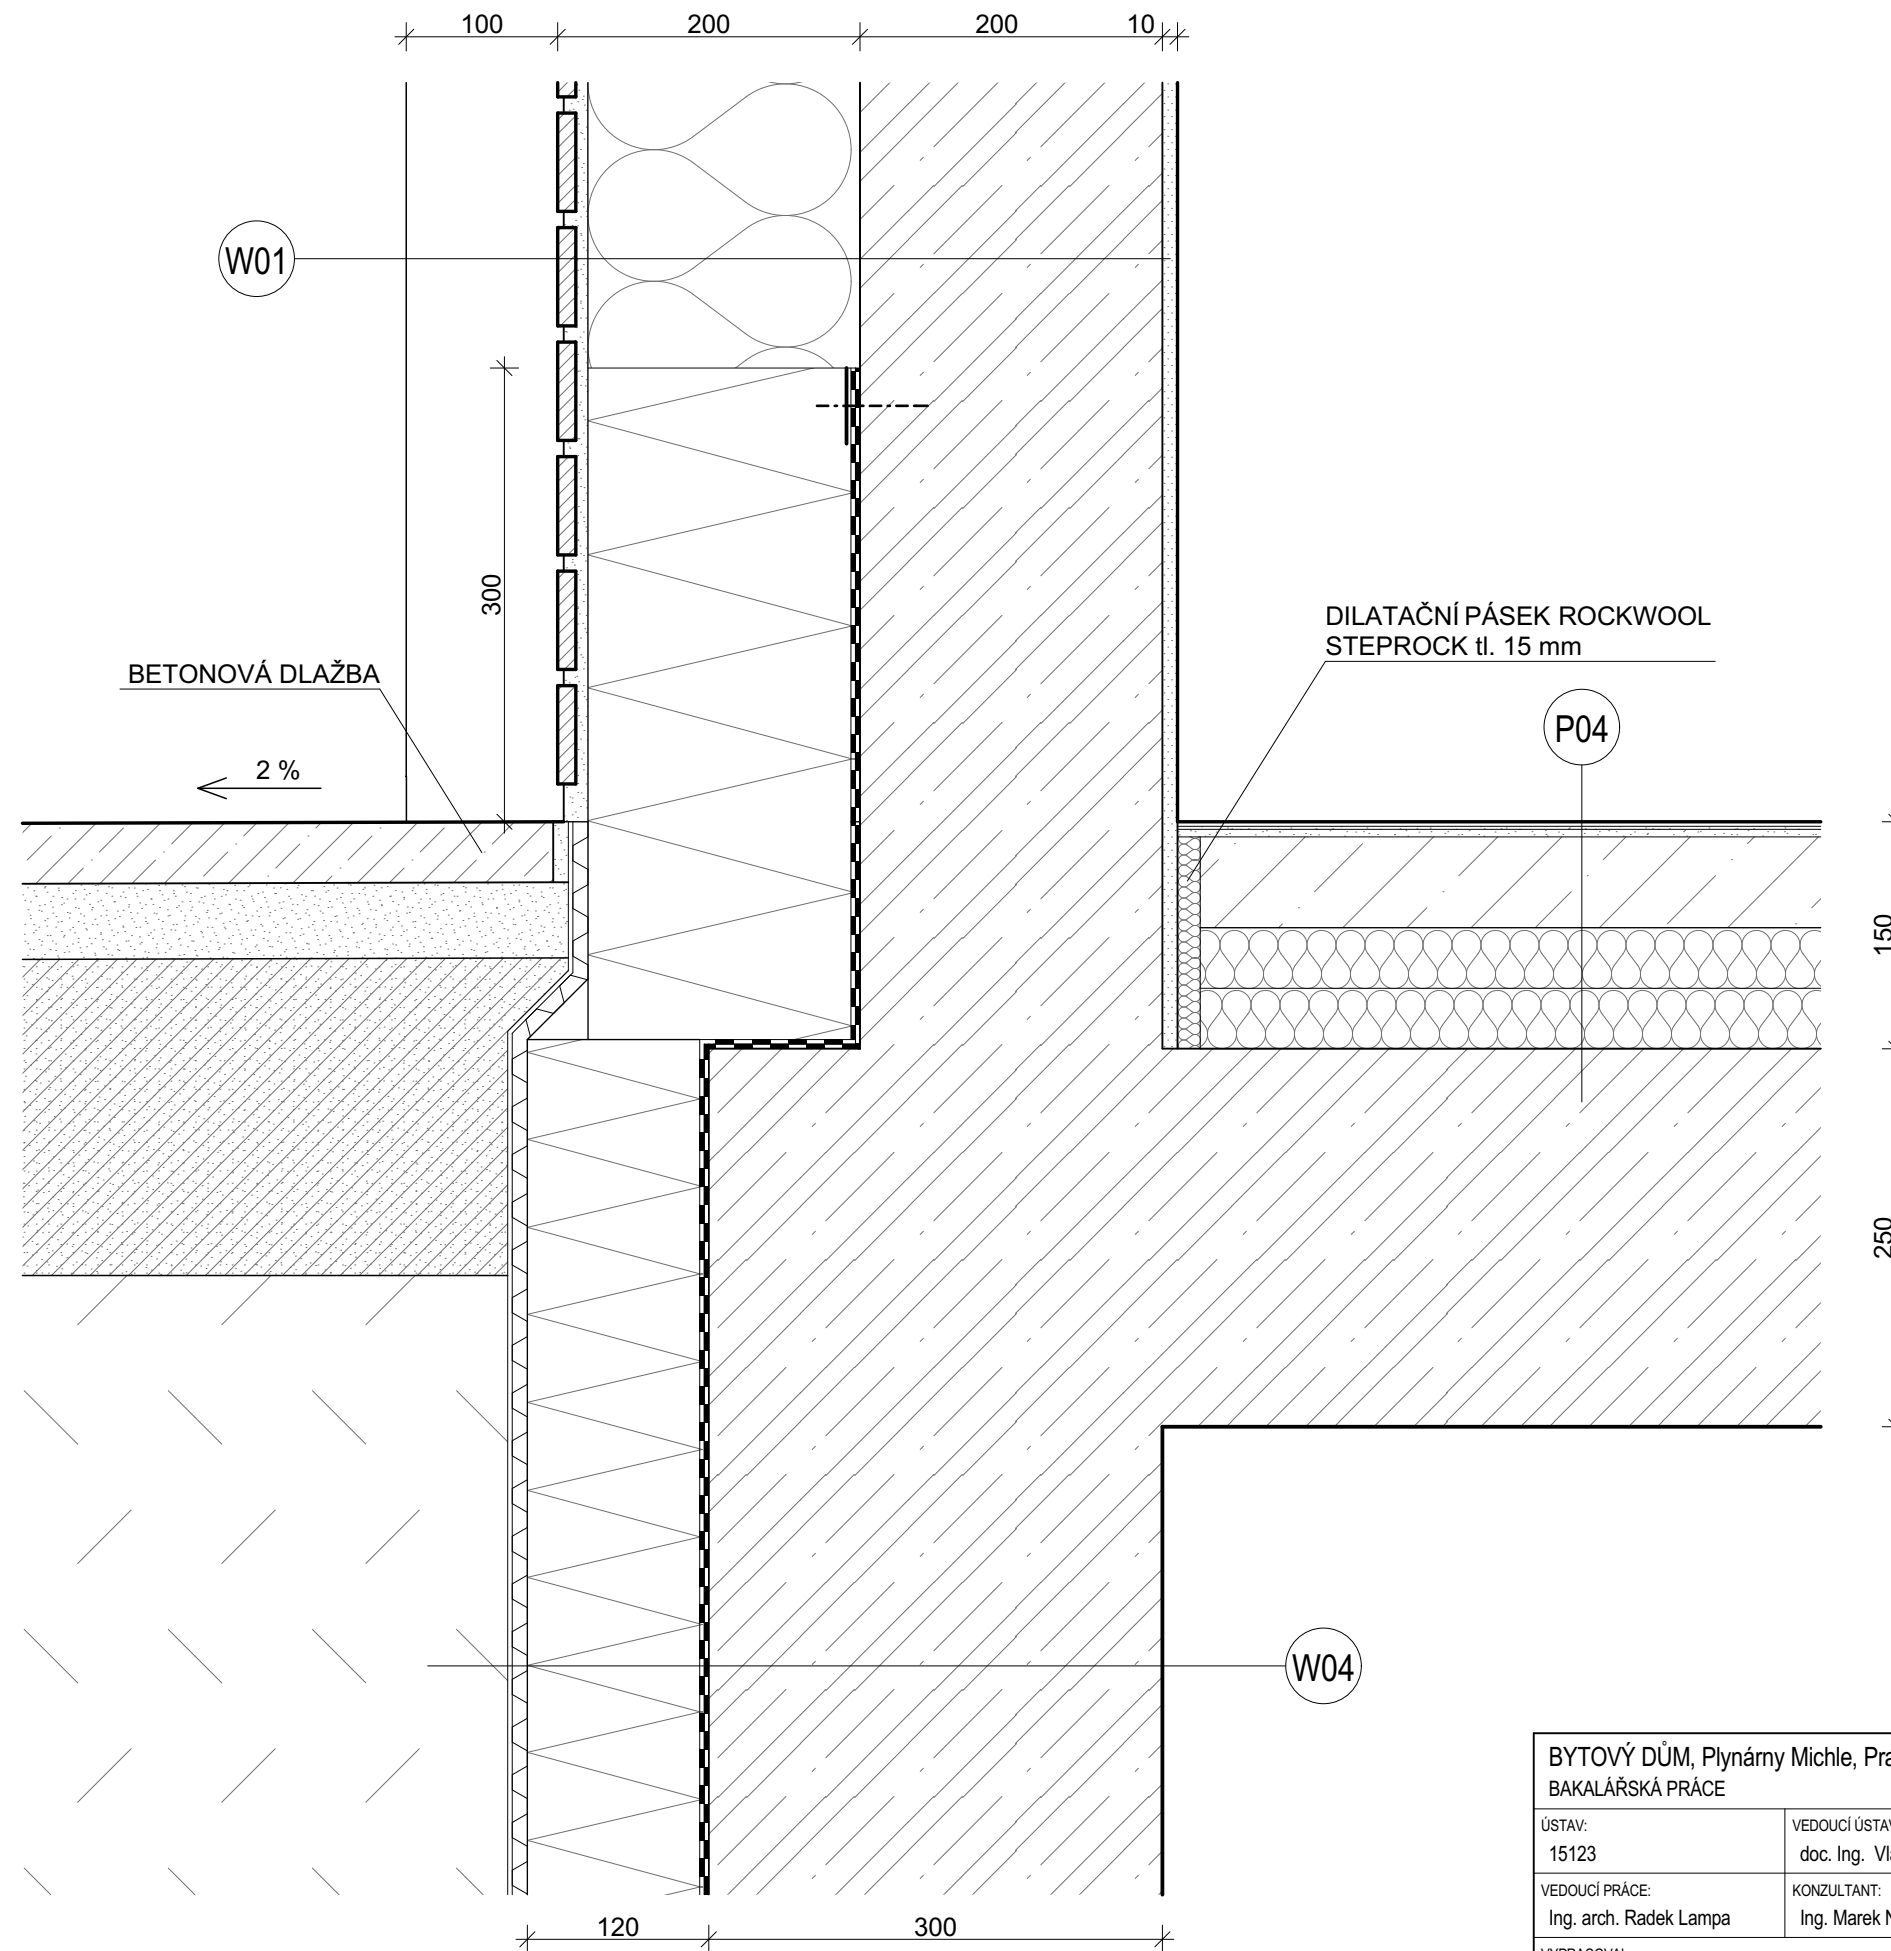 100 200 200 10
W01
300
DILATAČNÍ PÁSEK ROCKWOOL
STEPROCK tl. 15 mm
BETONOVÁ DLAŽBA
P04
2 %
150
250
W04
BYTOVÝ DŮM, Plynárny Michle,
BAKALÁŘSKÁ PRÁCE
ÚSTAV:
15123
VEDOUCÍ
doc. Ing.
VEDOUCÍ PRÁCE:
Ing. arch. Radek Lampa
KONZULTANT:
Ing. Marek
120 300